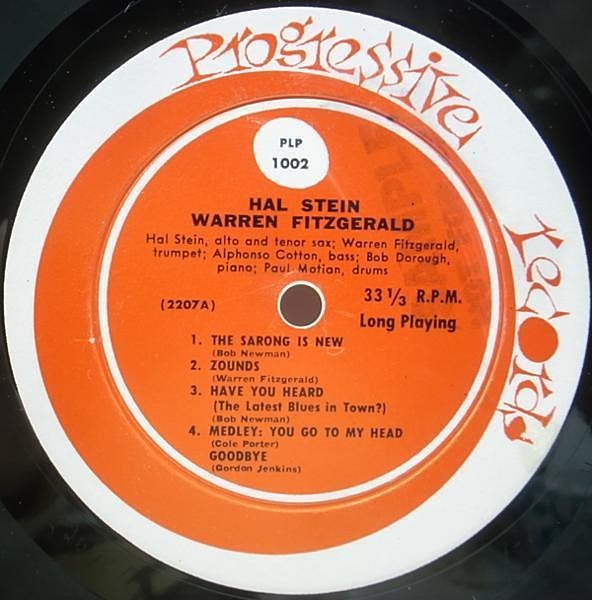 Progressive
records
PLP
1002
SAMPLE
HAL STEIN
WARREN FITZGERALD
Hal Stein, alto and tenor sax; Warren Fitzgerald,
trumpet; Alphonso Cotton, bass; Bob Dorough,
piano; Paul Motian, drums
(2207A)
33 1/3 R.P.M.
Long Playing
1. THE SARONG IS NEW
(Bob Newman)
2. ZOUNDS
(Warren Fitzgerald)
3. HAVE YOU HEARD
(The Latest Blues in Town?)
(Bob Newman)
4. MEDLEY: YOU GO TO MY HEAD
(Cole Porter)
GOODBYE
(Gordon Jenkins)